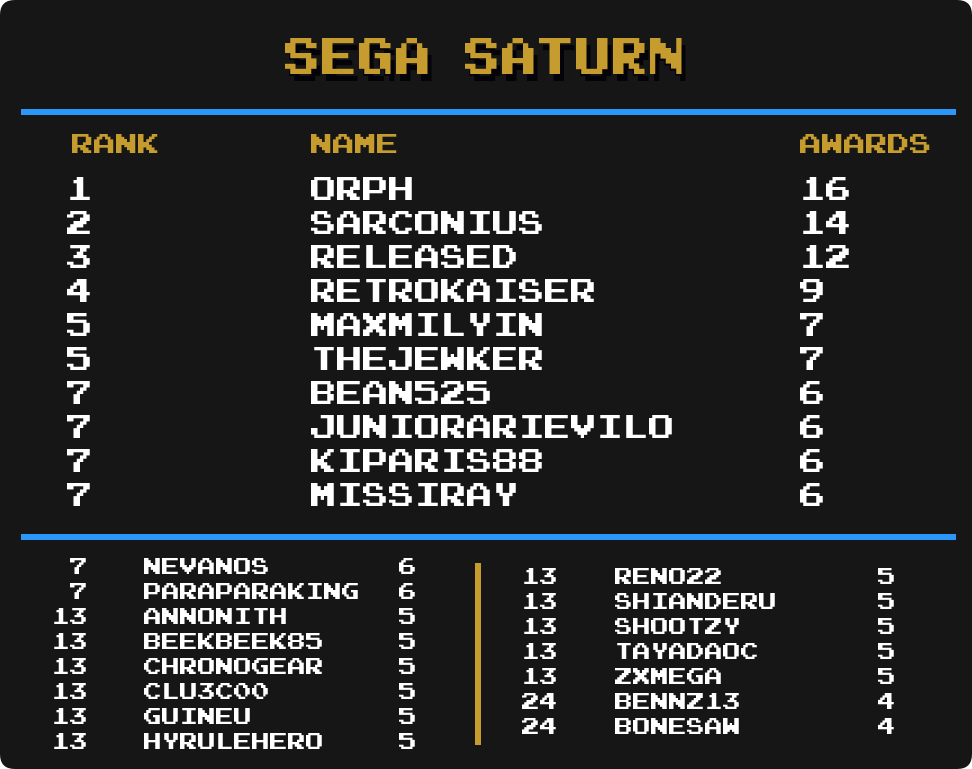 SEGA SATURN
RANK NAME AWARDS
1 ORPH 16
2 SARCONIUS 14
3 RELEASED 12
4 RETROKAISER 9
5 MAXMILYIN 7
5 THEJEWKER 7
7 BEAN525 6
7 JUNIORARIEVILO 6
7 KIPARIS88 6
7 MISSIRAY 6
7 NEVANOS 6
7 PARAPARAKING 6
13 ANNONITH 5
13 BEEKBEEK85 5
13 CHRONOGEAR 5
13 CLU3C00 5
13 GUINEU 5
13 HYRULEHERO 5
13 RENO22 5
13 SHIANDERU 5
13 SHOOTZY 5
13 TAYADAOC 5
13 ZXMEGA 5
24 BENNZ13 4
24 BONESAW 4